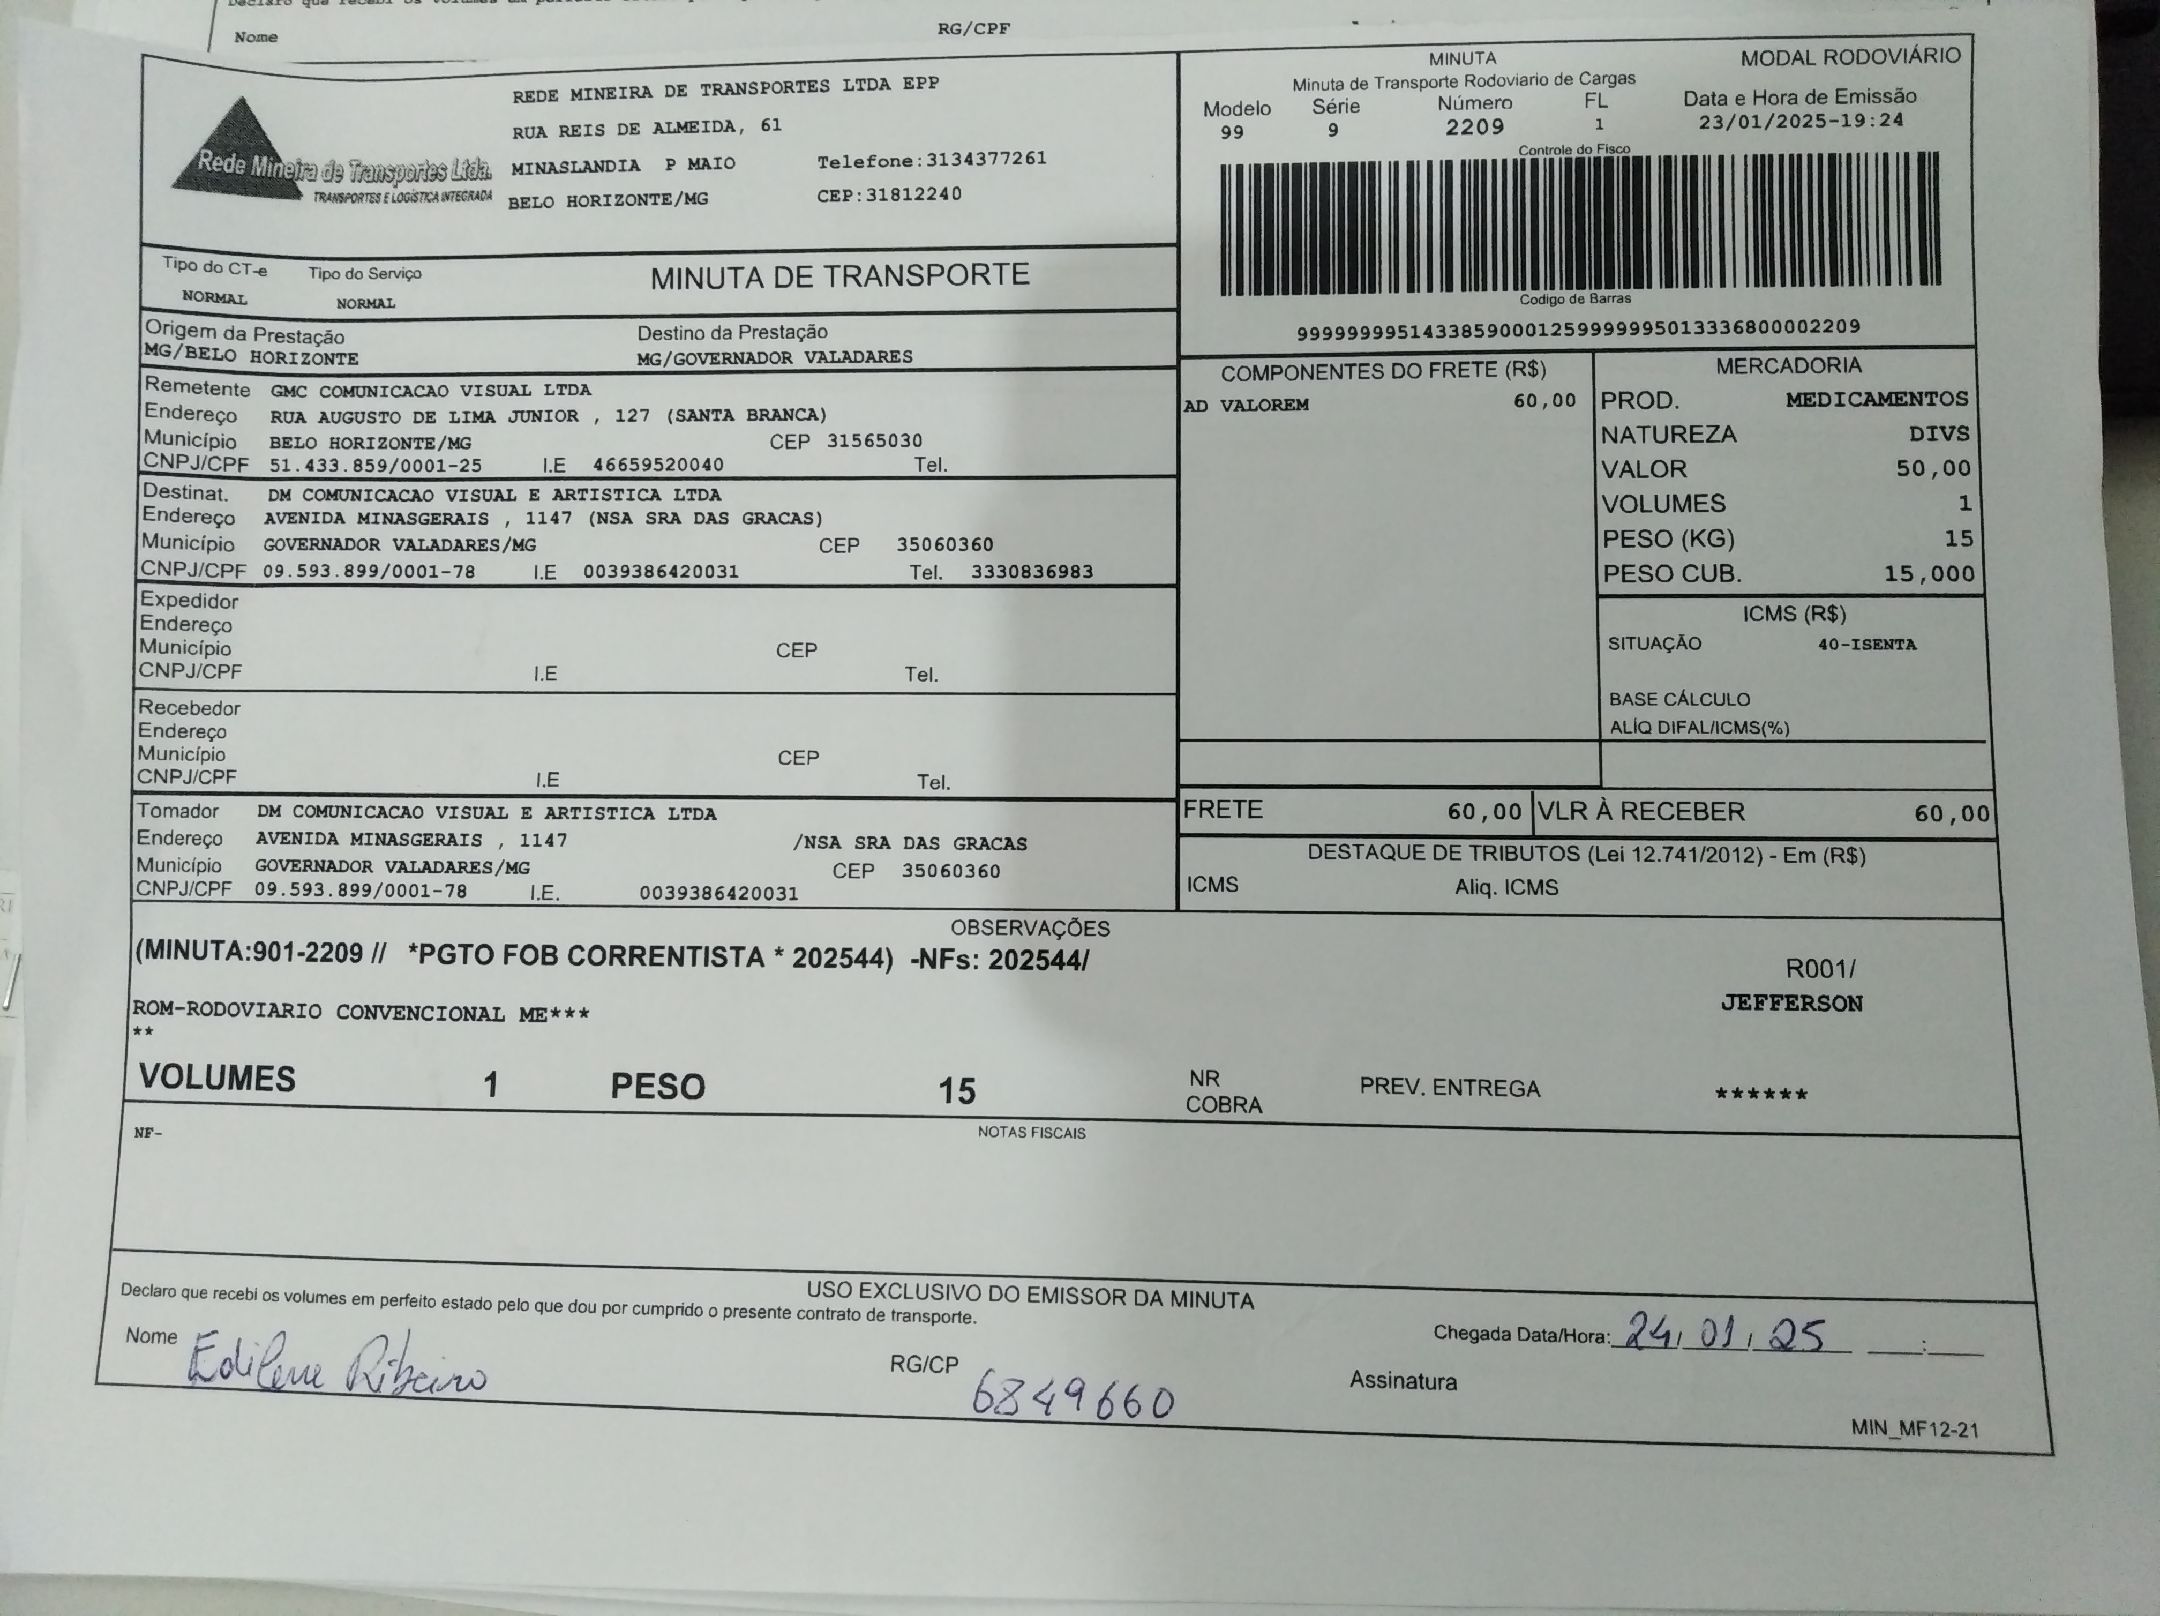 Nome RG/CPF
REDE MINEIRA DE TRANSPORTES LTDA EPP
RUA REIS DE ALMEIDA, 61
MINASLANDIA P MAIO Telefone:3134377261
BELO HORIZONTE/MG CEP:31812240
Rede Mineira de Transportes Ltda.
TRANSPORTES E LOGÍSTICA INTEGRADA
MINUTA MODAL RODOVIÁRIO
Minuta de Transporte Rodoviario de Cargas
Modelo Série Número FL Data e Hora de Emissão
99 9 2209 1 23/01/2025-19:24
Controle do Fisco
Codigo de Barras
999999995143385900012599999995013336800002209
Tipo do CT-e Tipo do Serviço MINUTA DE TRANSPORTE
NORMAL NORMAL
Origem da Prestação Destino da Prestação
MG/BELO HORIZONTE MG/GOVERNADOR VALADARES
Remetente GMC COMUNICACAO VISUAL LTDA
Endereço RUA AUGUSTO DE LIMA JUNIOR , 127 (SANTA BRANCA)
Município BELO HORIZONTE/MG CEP 31565030
CNPJ/CPF 51.433.859/0001-25 I.E 46659520040 Tel.
Destinat. DM COMUNICACAO VISUAL E ARTISTICA LTDA
Endereço AVENIDA MINASGERAIS , 1147 (NSA SRA DAS GRACAS)
Município GOVERNADOR VALADARES/MG CEP 35060360
CNPJ/CPF 09.593.899/0001-78 I.E 0039386420031 Tel. 3330836983
Expedidor
Endereço
Município CEP
CNPJ/CPF I.E Tel.
Recebedor
Endereço
Município CEP
CNPJ/CPF I.E Tel.
Tomador DM COMUNICACAO VISUAL E ARTISTICA LTDA
Endereço AVENIDA MINASGERAIS , 1147 /NSA SRA DAS GRACAS
Município GOVERNADOR VALADARES/MG CEP 35060360
CNPJ/CPF 09.593.899/0001-78 I.E. 0039386420031
COMPONENTES DO FRETE (R$)
AD VALOREM 60,00
MERCADORIA
PROD. MEDICAMENTOS
NATUREZA DIVS
VALOR 50,00
VOLUMES 1
PESO (KG) 15
PESO CUB. 15,000
ICMS (R$)
SITUAÇÃO 40-ISENTA
BASE CÁLCULO
ALÍQ DIFAL/ICMS(%)
FRETE 60,00 VLR À RECEBER 60,00
DESTAQUE DE TRIBUTOS (Lei 12.741/2012) - Em (R$)
ICMS Aliq. ICMS
OBSERVAÇÕES
(MINUTA:901-2209 // *PGTO FOB CORRENTISTA * 202544) -NFs: 202544/
R001/
JEFFERSON
ROM-RODOVIARIO CONVENCIONAL ME***
**
VOLUMES 1 PESO 15 NR COBRA PREV. ENTREGA ******
NF- NOTAS FISCAIS
USO EXCLUSIVO DO EMISSOR DA MINUTA
Declaro que recebi os volumes em perfeito estado pelo que dou por cumprido o presente contrato de transporte.
Nome Edilene Ribeiro RG/CP 6849660 Chegada Data/Hora: 24/01/25 __:__
Assinatura
MIN_MF12-21